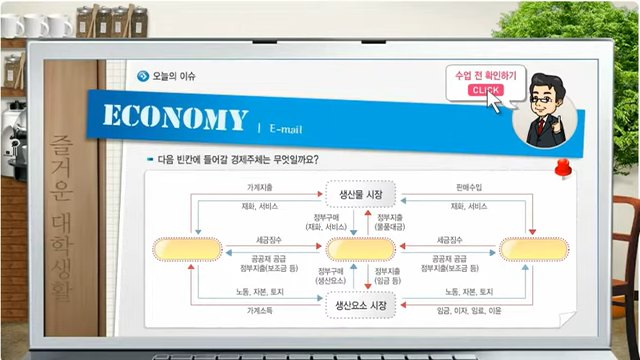 오늘의 이슈
수업 전 확인하기
CLICK
ECONOMY | E-mail
즐거운 대학생활
다음 빈칸에 들어갈 경제주체는 무엇일까요?
가계지출
생산물 시장
판매수입
재화, 서비스
재화, 서비스
정부구매
(재화, 서비스)
정부지출
(물품대금)
세금징수
세금징수
공공재 공급
정부지출(보조금 등)
공공재 공급
정부지출(보조금 등)
정부구매
(생산요소)
정부지출
(임금 등)
노동, 자본, 토지
노동, 자본, 토지
생산요소 시장
가계소득
임금, 이자, 임료, 이윤